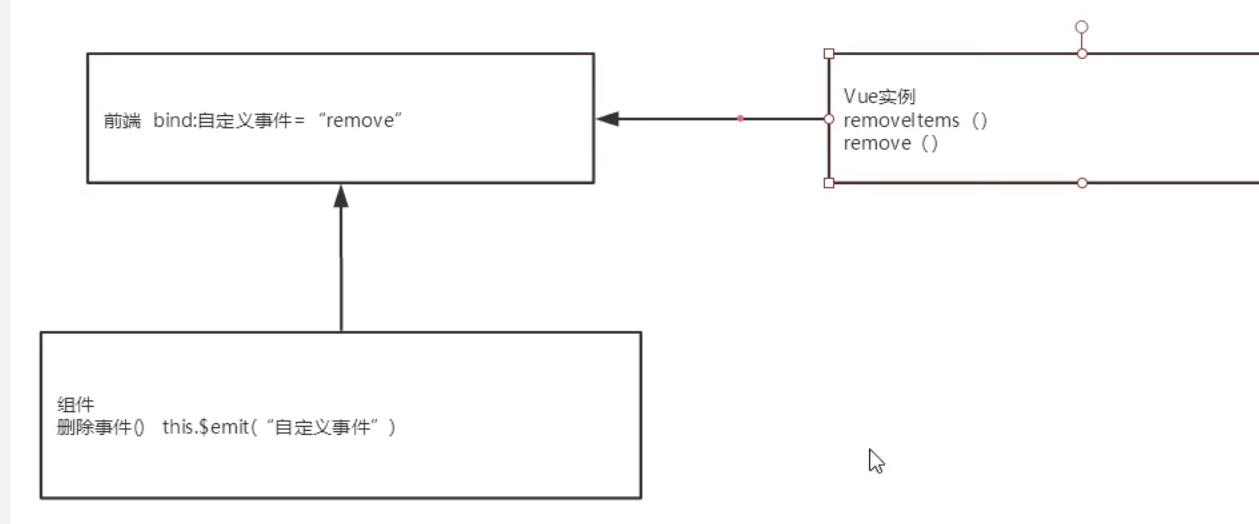 前端 bind:自定义事件=“remove”
Vue实例
removeItems（）
remove（）
组件
删除事件() this.$emit(“自定义事件”)